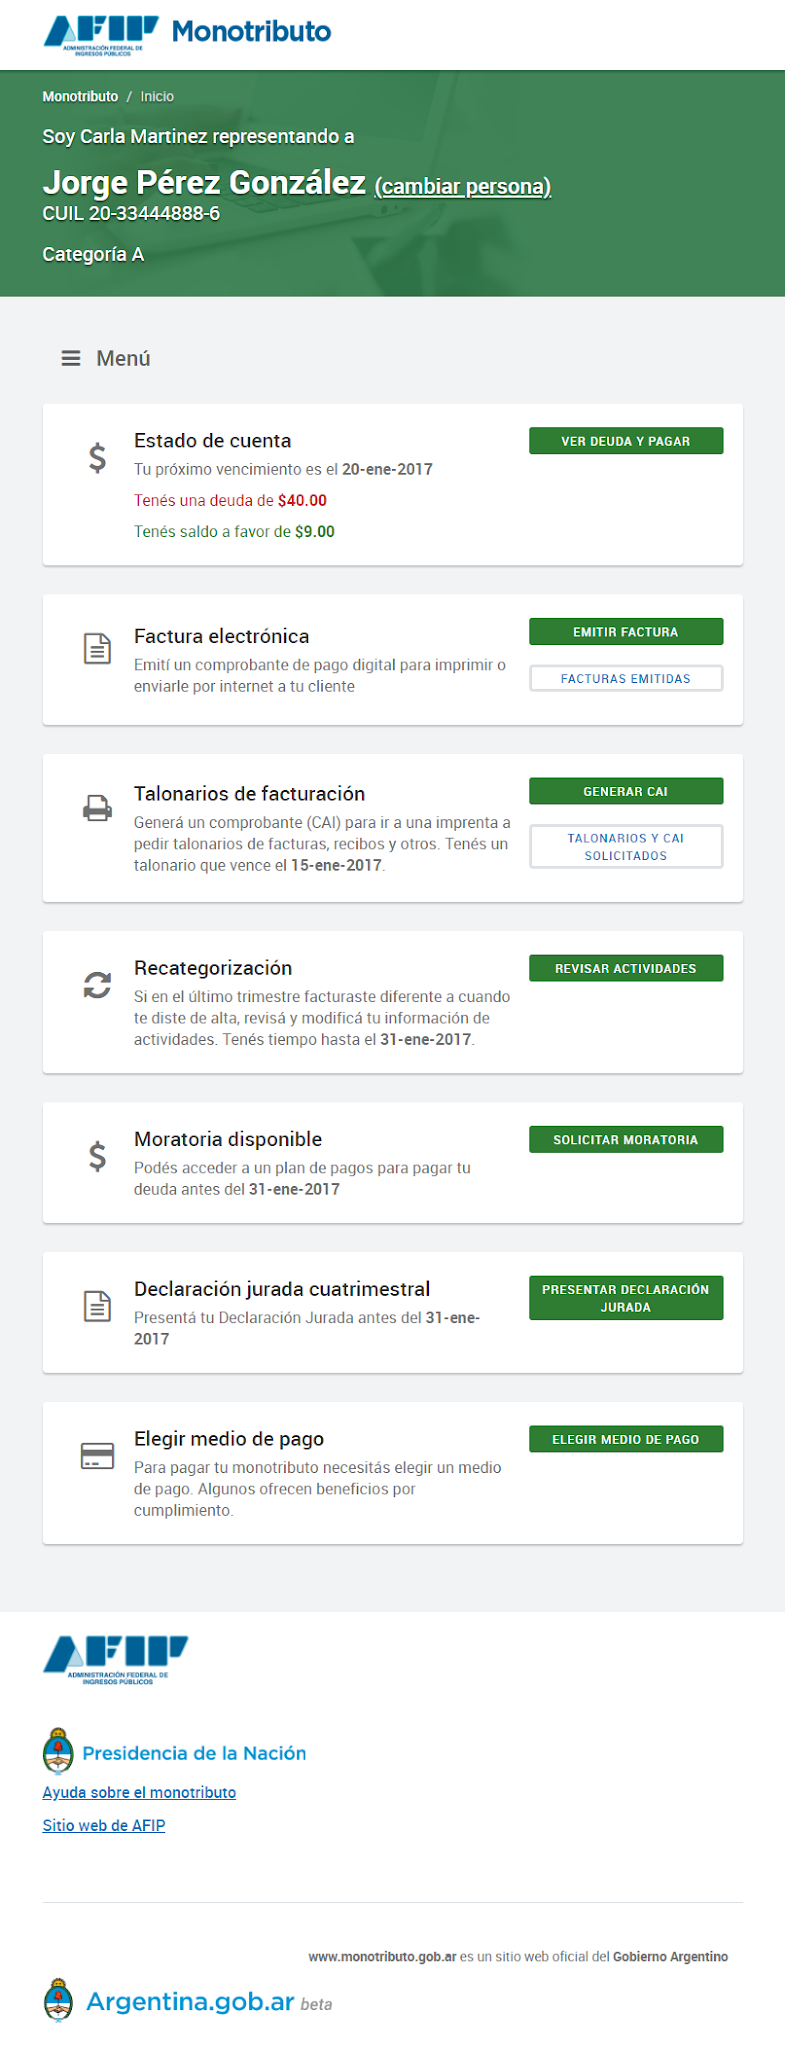 AFIP Monotributo
ADMINISTRACIÓN FEDERAL DE
INGRESOS PÚBLICOS
Monotributo / Inicio
Soy Carla Martinez representando a
Jorge Pérez González (cambiar persona)
CUIL 20-33444888-6
Categoría A
Menú
Estado de cuenta
VER DEUDA Y PAGAR
Tu próximo vencimiento es el 20-ene-2017
Tenés una deuda de $40.00
Tenés saldo a favor de $9.00
Factura electrónica
EMITIR FACTURA
Emití un comprobante de pago digital para imprimir o
enviarle por internet a tu cliente
FACTURAS EMITIDAS
Talonarios de facturación
GENERAR CAI
Generá un comprobante (CAI) para ir a una imprenta a
pedir talonarios de facturas, recibos y otros. Tenés un
talonario que vence el 15-ene-2017.
TALONARIOS Y CAI
SOLICITADOS
Recategorización
REVISAR ACTIVIDADES
Si en el último trimestre facturaste diferente a cuando
te diste de alta, revisá y modificá tu información de
actividades. Tenés tiempo hasta el 31-ene-2017.
Moratoria disponible
SOLICITAR MORATORIA
Podés acceder a un plan de pagos para pagar tu
deuda antes del 31-ene-2017
Declaración jurada cuatrimestral
PRESENTAR DECLARACIÓN
JURADA
Presentá tu Declaración Jurada antes del 31-ene-
2017
Elegir medio de pago
ELEGIR MEDIO DE PAGO
Para pagar tu monotributo necesitás elegir un medio
de pago. Algunos ofrecen beneficios por
cumplimiento.
AFIP
ADMINISTRACIÓN FEDERAL DE
INGRESOS PÚBLICOS
Presidencia de la Nación
Ayuda sobre el monotributo
Sitio web de AFIP
www.monotributo.gob.ar es un sitio web oficial del Gobierno Argentino
Argentina.gob.ar beta